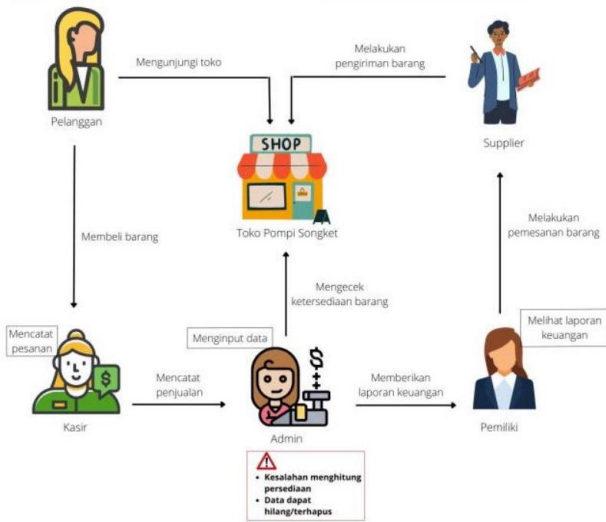 Mengunjungi toko
Melakukan
pengiriman barang
Pelanggan
SHOP
Supplier
Toko Pompi Songket
Membeli barang
Melakukan
pemesanan barang
Mengecek
ketersediaan barang
Mencatat
pesanan
Menginput data
Melihat laporan
keuangan
$
$
Mencatat
penjualan
Memberikan
laporan keuangan
Kasir
Admin
Pemiliki
• Kesalahan menghitung
persediaan
• Data dapat
hilang/terhapus